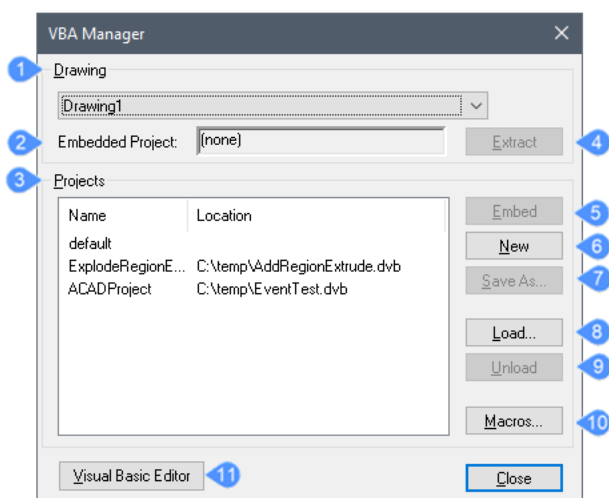 VBA Manager
1 Drawing
Drawing1
2 Embedded Project: (none) Extract 4
3 Projects
Name Location Embed 5
default New 6
ExplodeRegionE... C:\temp\AddRegionExtrude.dvb
ACADProject C:\temp\EventTest.dvb Save As... 7
Load... 8
Unload 9
Macros... 10
Visual Basic Editor 11 Close